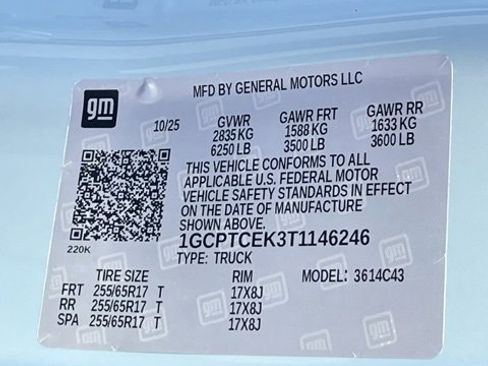 MFD BY GENERAL MOTORS LLC
gm
10/25
GVWR GAWR FRT GAWR RR
2835 KG 1588 KG 1633 KG
6250 LB 3500 LB 3600 LB
THIS VEHICLE CONFORMS TO ALL
APPLICABLE U.S. FEDERAL MOTOR
VEHICLE SAFETY STANDARDS IN EFFECT
ON THE DATE OF MANUFACTURE
SHOWN ABOVE.
220K
1GCPTCEK3T1146246
TYPE: TRUCK
TIRE SIZE RIM MODEL: 3614C43
FRT 255/65R17 T 17X8J
RR 255/65R17 T 17X8J
SPA 255/65R17 T 17X8J